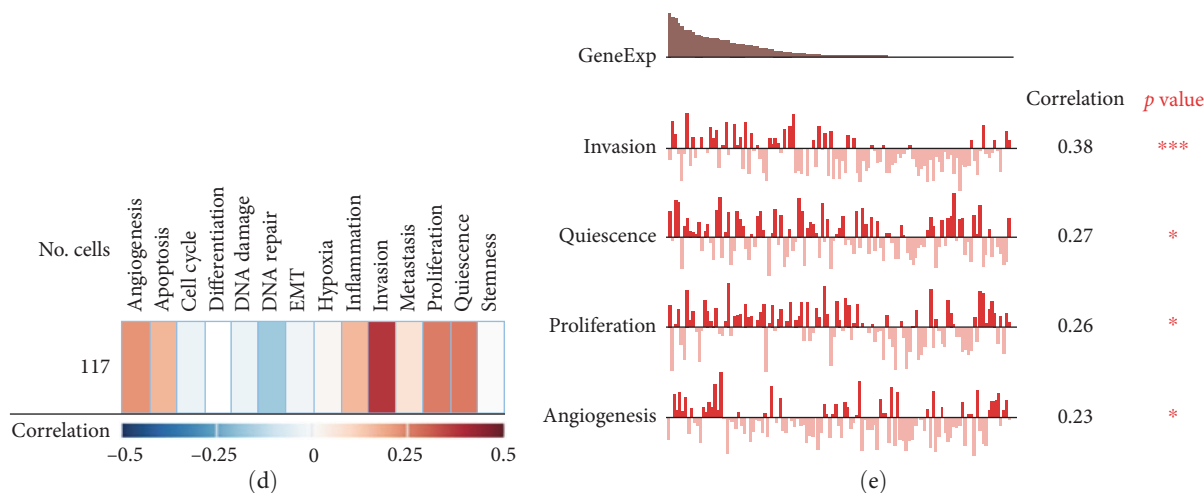 No. cells
Angiogenesis
Apoptosis
Cell cycle
Differentiation
DNA damage
DNA repair
EMT
Hypoxia
Inflammation
Invasion
Metastasis
Proliferation
Quiescence
Stemness
117
Correlation
−0.5
−0.25
0
0.25
0.5
(d)
GeneExp
Correlation p value
Invasion 0.38 ***
Quiescence 0.27 *
Proliferation 0.26 *
Angiogenesis 0.23 *
(e)